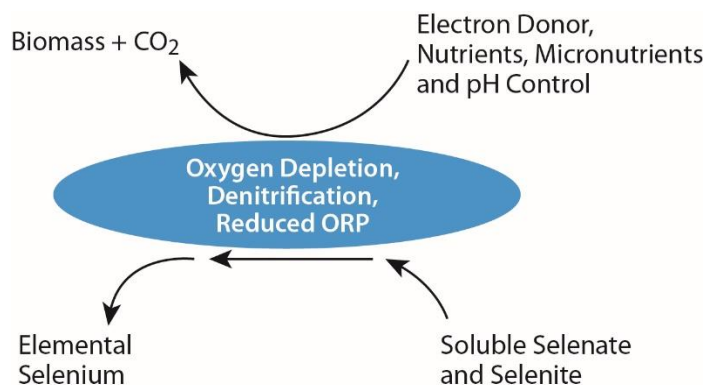 Biomass + CO₂
Electron Donor,
Nutrients, Micronutrients
and pH Control
Oxygen Depletion,
Denitrification,
Reduced ORP
Elemental
Selenium
Soluble Selenate
and Selenite